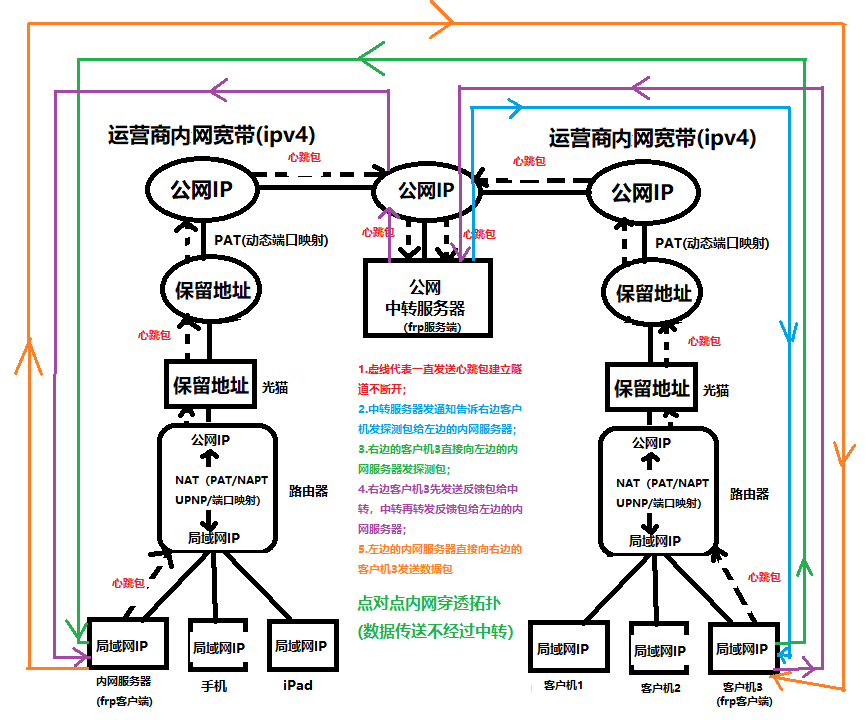 运营商内网宽带(ipv4)
运营商内网宽带(ipv4)
心跳包
心跳包
公网IP
公网IP
公网IP
心跳包
心跳包
PAT(动态端口映射)
PAT(动态端口映射)
保留地址
公网
中转服务器
(frp服务端)
保留地址
心跳包
心跳包
保留地址
光猫
保留地址
光猫
1.虚线代表一直发送心跳包建立隧
道不断开；
2.中转服务器发通知告诉右边客户
机发探测包给左边的内网服务器；
3.右边的客户机3直接向左边的内
网服务器发探测包；
4.右边客户机3先发送反馈包给中
转，中转再转发反馈包给左边的内
网服务器；
5.左边的内网服务器直接向右边的
客户机3发送数据包
公网IP
NAT（PAT/NAPT
UPNP/端口映射)
局域网IP
路由器
公网IP
NAT（PAT/NAPT
UPNP/端口映射)
局域网IP
路由器
心跳包
心跳包
点对点内网穿透拓扑
(数据传送不经过中转)
局域网IP
局域网IP
局域网IP
局域网IP
局域网IP
局域网IP
内网服务器
(frp客户端)
手机
iPad
客户机1
客户机2
客户机3
(frp客户端)